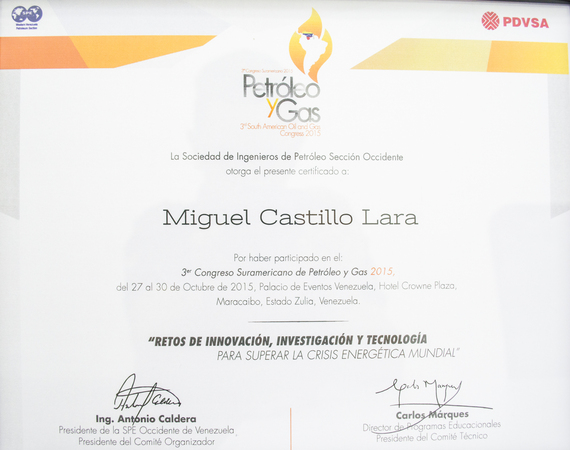 PDVSA
3er Congreso Suramericano 2015
Petróleo
y Gas
3rd South American Oil and Gas
Congress 2015
La Sociedad de Ingenieros de Petróleo Sección Occidente
otorga el presente certificado a:
Miguel Castillo Lara
Por haber participado en el:
3er Congreso Suramericano de Petróleo y Gas 2015,
del 27 al 30 de Octubre de 2015, Palacio de Eventos Venezuela, Hotel Crowne Plaza,
Maracaibo, Estado Zulia, Venezuela.
"RETOS DE INNOVACIÓN, INVESTIGACIÓN Y TECNOLOGÍA
PARA SUPERAR LA CRISIS ENERGÉTICA MUNDIAL"
Ing. Antonio Caldera
Presidente de la SPE Occidente de Venezuela
Presidente del Comité Organizador
Carlos Márques
Director de Programas Educacionales
Presidente del Comité Técnico